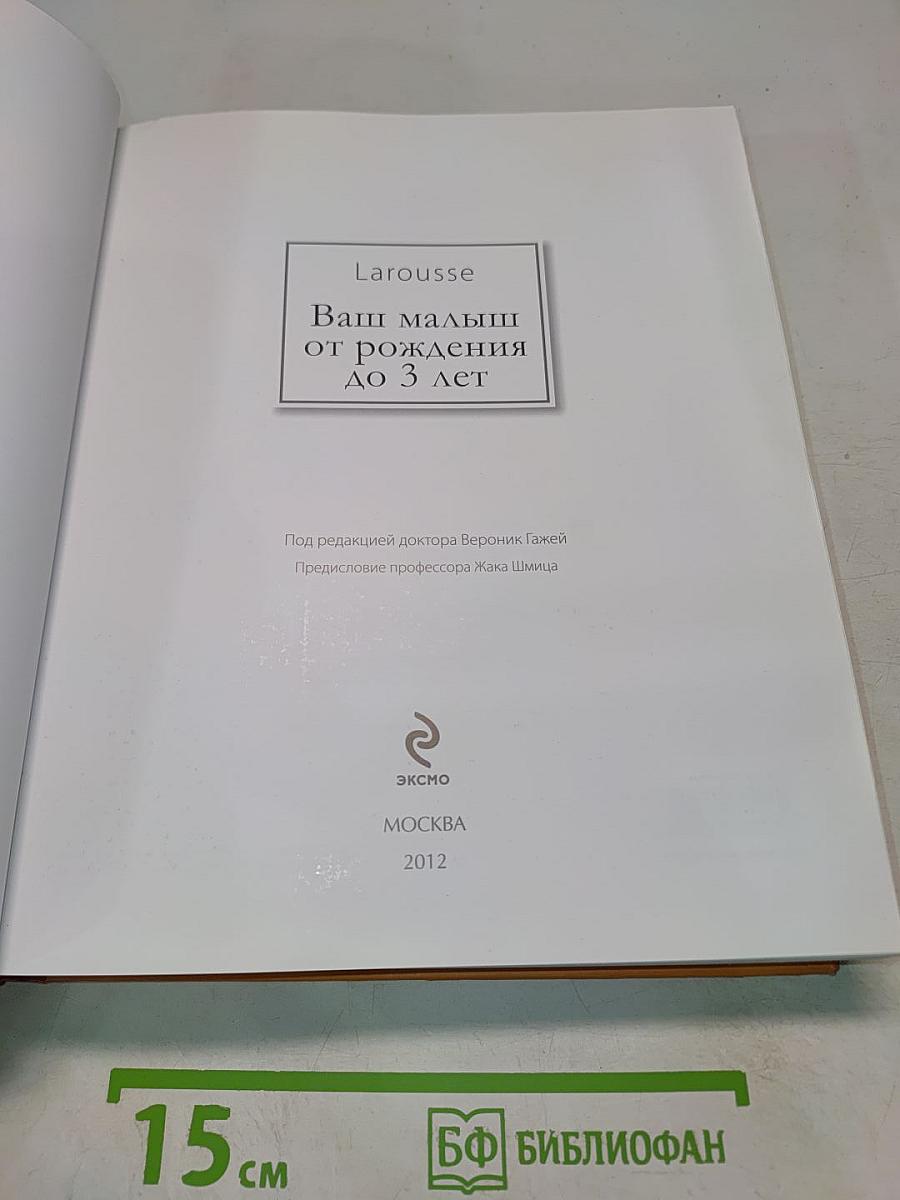 Larousse
Ваш малыш
от рождения
до 3 лет
Под редакцией доктора Вероник Гажей
Предисловие профессора Жака Шмица
ЭКСМО
МОСКВА
2012
15 см
БФ БИБЛИОФАН